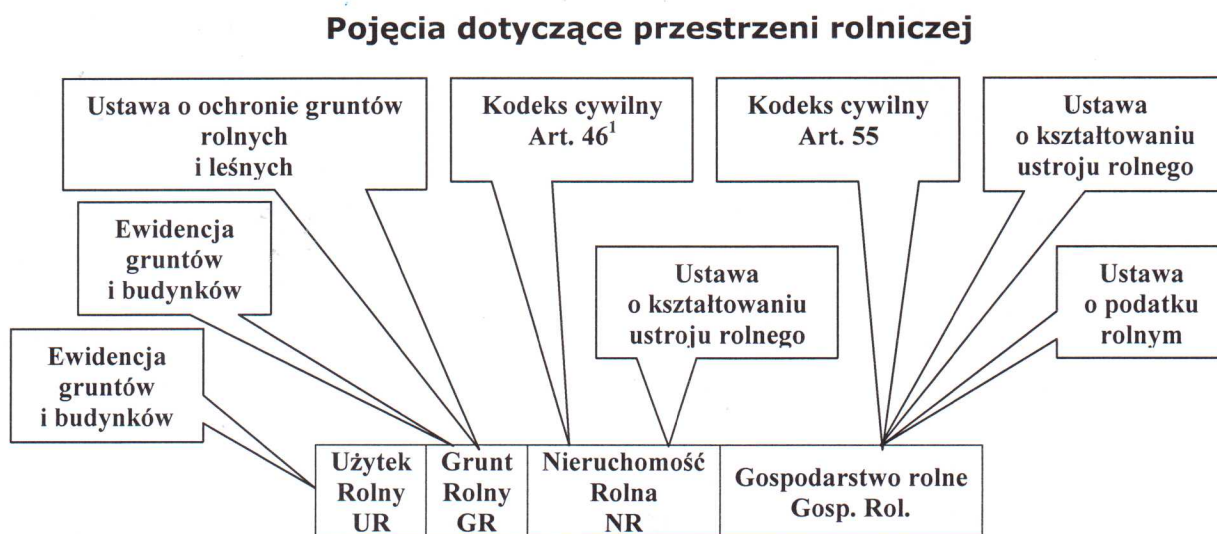 Pojęcia dotyczące przestrzeni rolniczej
Ustawa o ochronie gruntów
rolnych
i leśnych
Kodeks cywilny
Art. 46¹
Kodeks cywilny
Art. 55
Ustawa
o kształtowaniu
ustroju rolnego
Ewidencja
gruntów
i budynków
Ustawa
o kształtowaniu
ustroju rolnego
Ustawa
o podatku
rolnym
Ewidencja
gruntów
i budynków
Użytek
Rolny
UR
Grunt
Rolny
GR
Nieruchomość
Rolna
NR
Gospodarstwo rolne
Gosp. Rol.